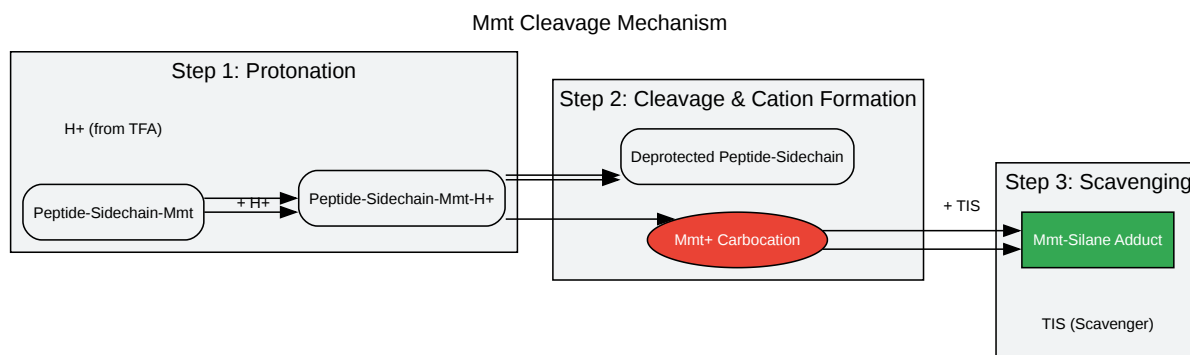 Mmt Cleavage Mechanism
Step 1: Protonation
H+ (from TFA)
Peptide-Sidechain-Mmt
+ H+
Peptide-Sidechain-Mmt-H+
Step 2: Cleavage & Cation Formation
Deprotected Peptide-Sidechain
Mmt+ Carbocation
+ TIS
Step 3: Scavenging
Mmt-Silane Adduct
TIS (Scavenger)